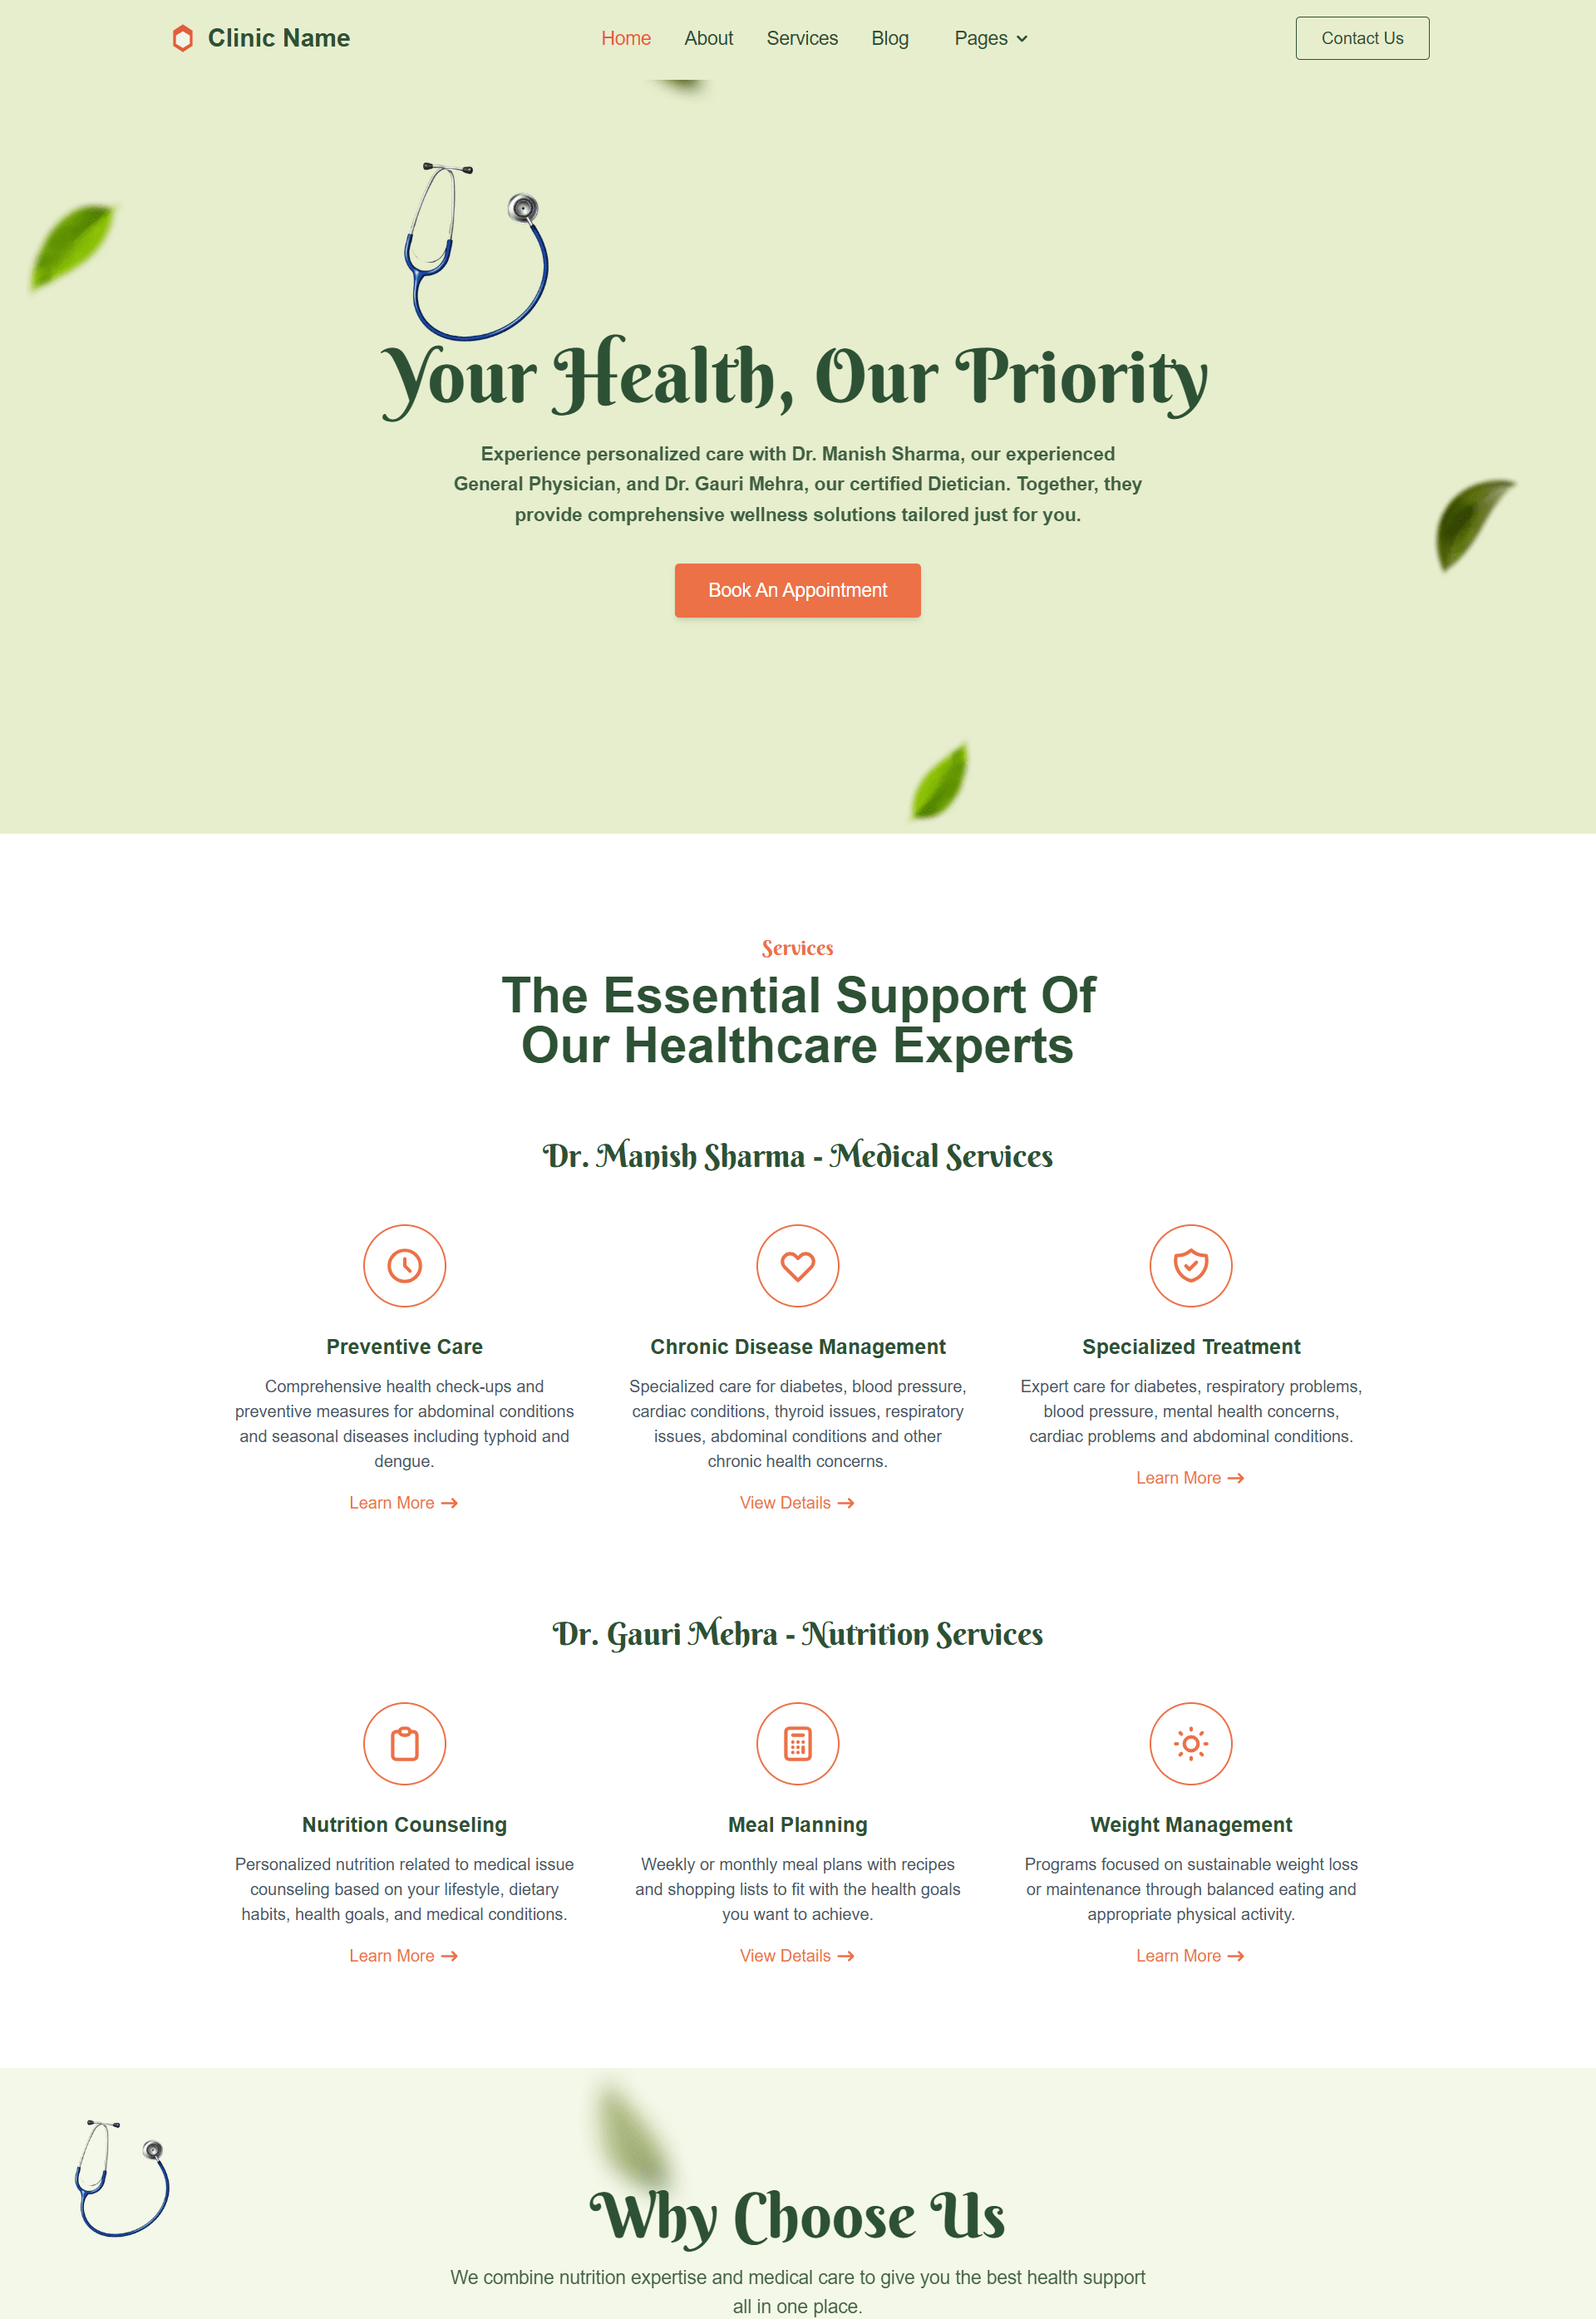 Clinic Name
Home About Services Blog Pages
Contact Us
Your Health, Our Priority
Experience personalized care with Dr. Manish Sharma, our experienced
General Physician, and Dr. Gauri Mehra, our certified Dietician. Together, they
provide comprehensive wellness solutions tailored just for you.
Book An Appointment
Services
The Essential Support Of
Our Healthcare Experts
Dr. Manish Sharma - Medical Services
Preventive Care
Comprehensive health check-ups and
preventive measures for abdominal conditions
and seasonal diseases including typhoid and
dengue.
Learn More
Chronic Disease Management
Specialized care for diabetes, blood pressure,
cardiac conditions, thyroid issues, respiratory
issues, abdominal conditions and other
chronic health concerns.
View Details
Specialized Treatment
Expert care for diabetes, respiratory problems,
blood pressure, mental health concerns,
cardiac problems and abdominal conditions.
Learn More
Dr. Gauri Mehra - Nutrition Services
Nutrition Counseling
Personalized nutrition related to medical issue
counseling based on your lifestyle, dietary
habits, health goals, and medical conditions.
Learn More
Meal Planning
Weekly or monthly meal plans with recipes
and shopping lists to fit with the health goals
you want to achieve.
View Details
Weight Management
Programs focused on sustainable weight loss
or maintenance through balanced eating and
appropriate physical activity.
Learn More
Why Choose Us
We combine nutrition expertise and medical care to give you the best health support
all in one place.